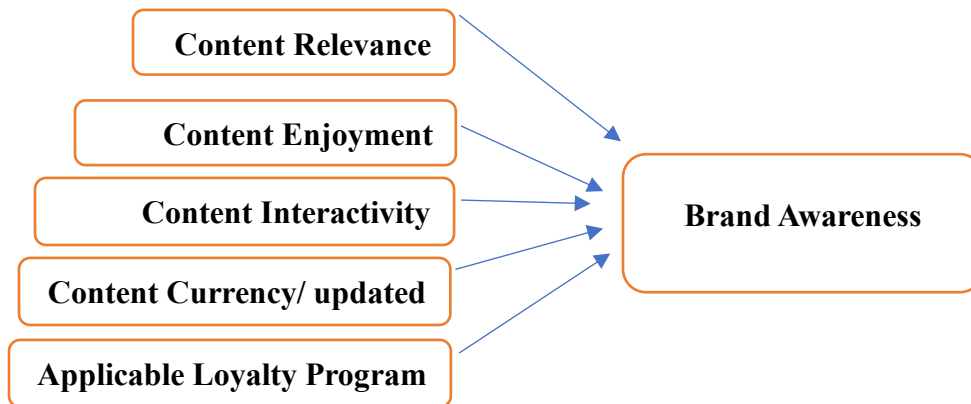 Content Relevance
Content Enjoyment
Content Interactivity
Content Currency/ updated
Applicable Loyalty Program
Brand Awareness